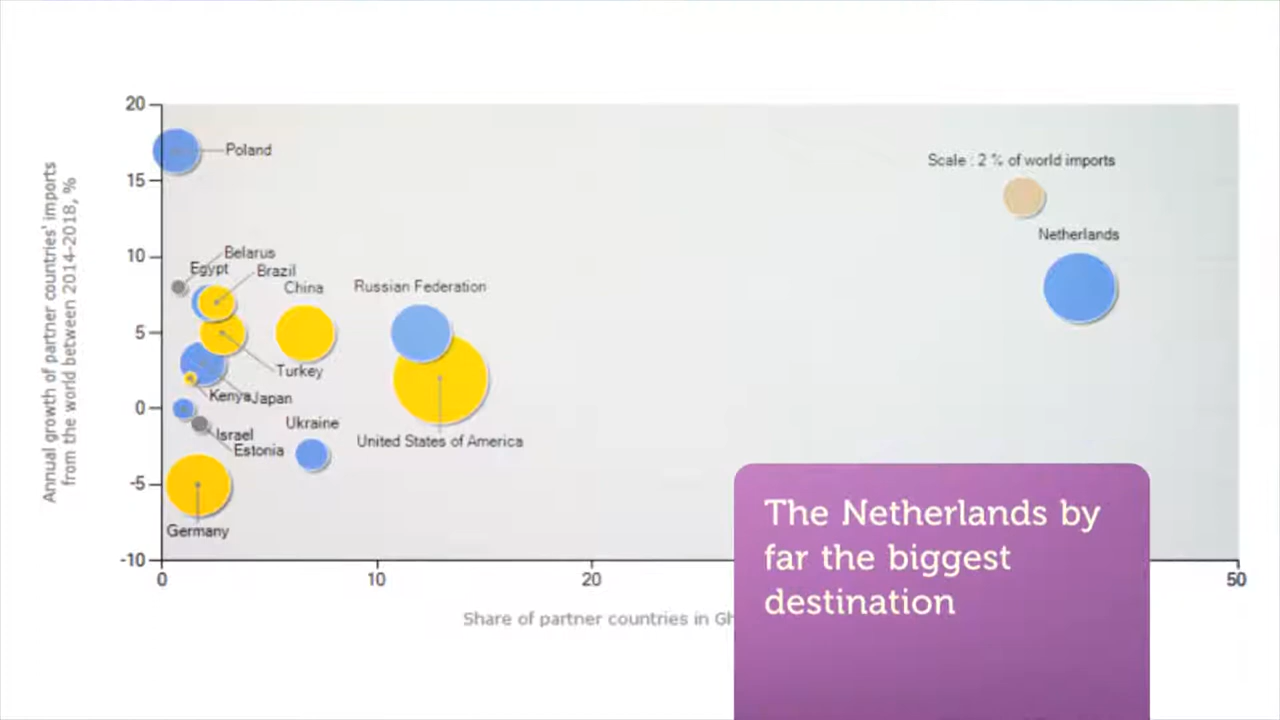 20
15
10
5
0
-5
-10
0
10
20
50
Annual growth of partner countries' imports
from the world between 2014-2018, %
Poland
Scale : 2 % of world imports
Netherlands
Belarus
Egypt
Brazil
China
Russian Federation
Turkey
Kenya
Japan
Israel
Estonia
Ukraine
United States of America
Germany
Share of partner countries in
The Netherlands by
far the biggest
destination